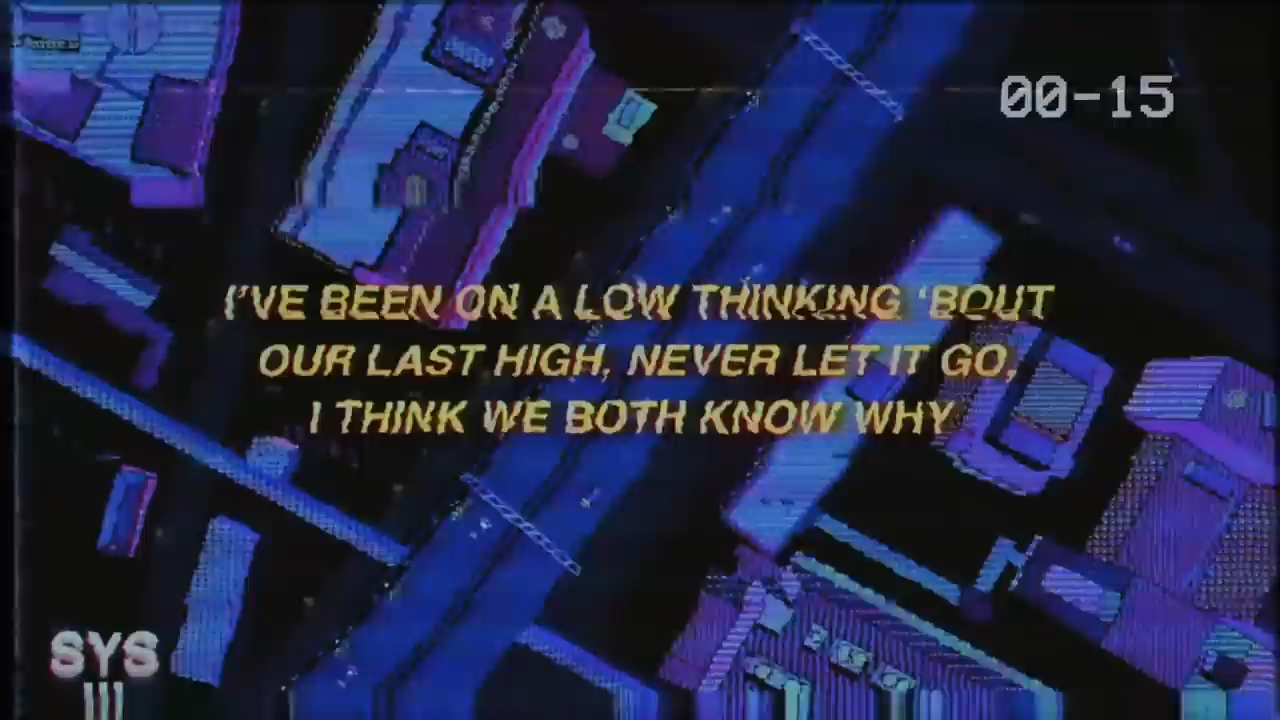 00-15
I'VE BEEN ON A LOW THINKING ‘BOUT
OUR LAST HIGH, NEVER LET IT GO,
I THINK WE BOTH KNOW WHY
SYS